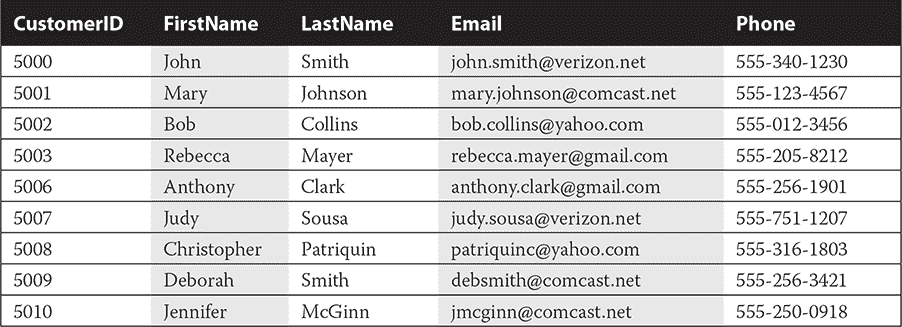 CustomerID FirstName LastName Email Phone
5000 John Smith john.smith@verizon.net 555-340-1230
5001 Mary Johnson mary.johnson@comcast.net 555-123-4567
5002 Bob Collins bob.collins@yahoo.com 555-012-3456
5003 Rebecca Mayer rebecca.mayer@gmail.com 555-205-8212
5006 Anthony Clark anthony.clark@gmail.com 555-256-1901
5007 Judy Sousa judy.sousa@verizon.net 555-751-1207
5008 Christopher Patriquin patriquinc@yahoo.com 555-316-1803
5009 Deborah Smith debsmith@comcast.net 555-256-3421
5010 Jennifer McGinn jmcginn@comcast.net 555-250-0918